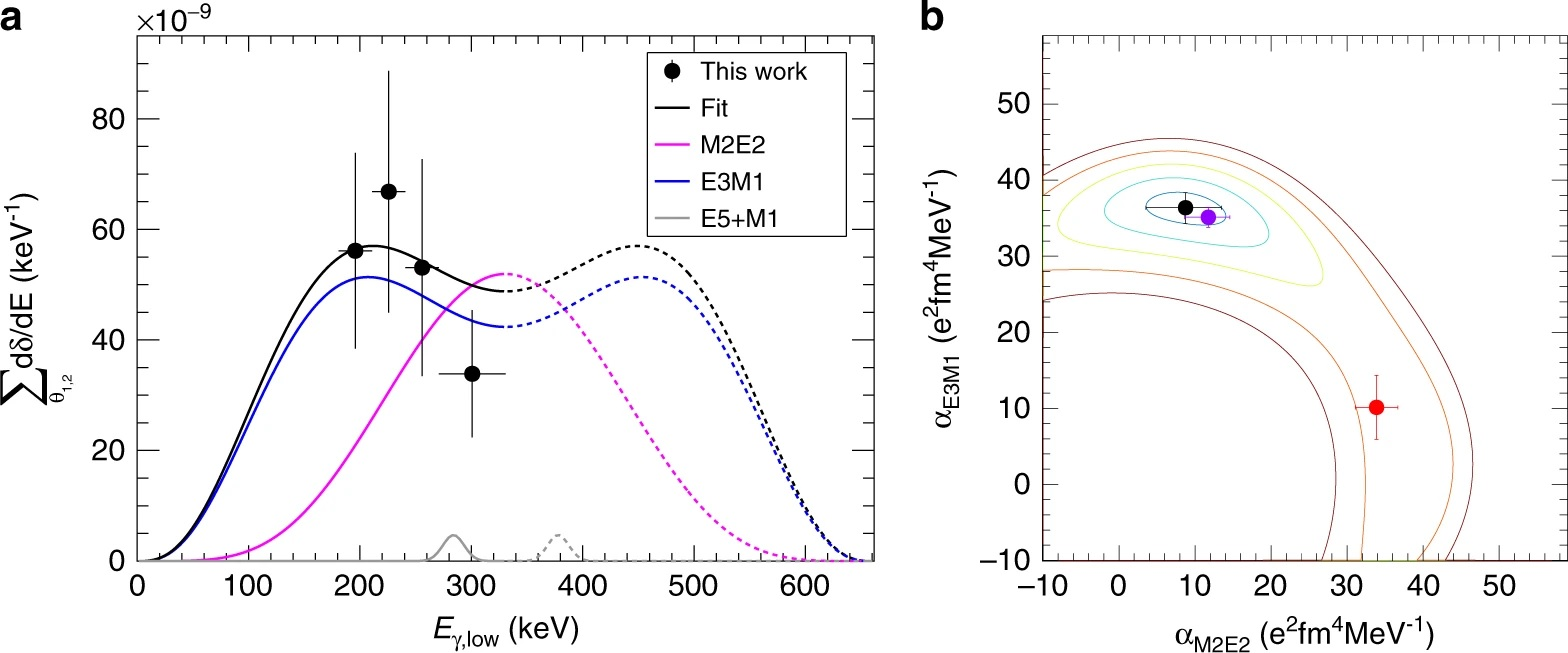 a
×10⁻⁹
80
60
40
20
0
0 100 200 300 400 500 600
∑ dδ/dE (keV⁻¹)
θ₁,₂
Eγ,low (keV)
This work
Fit
M2E2
E3M1
E5+M1
b
50
40
30
20
10
0
−10
−10 0 10 20 30 40 50
αE3M1 (e²fm⁴MeV⁻¹)
αM2E2 (e²fm⁴MeV⁻¹)